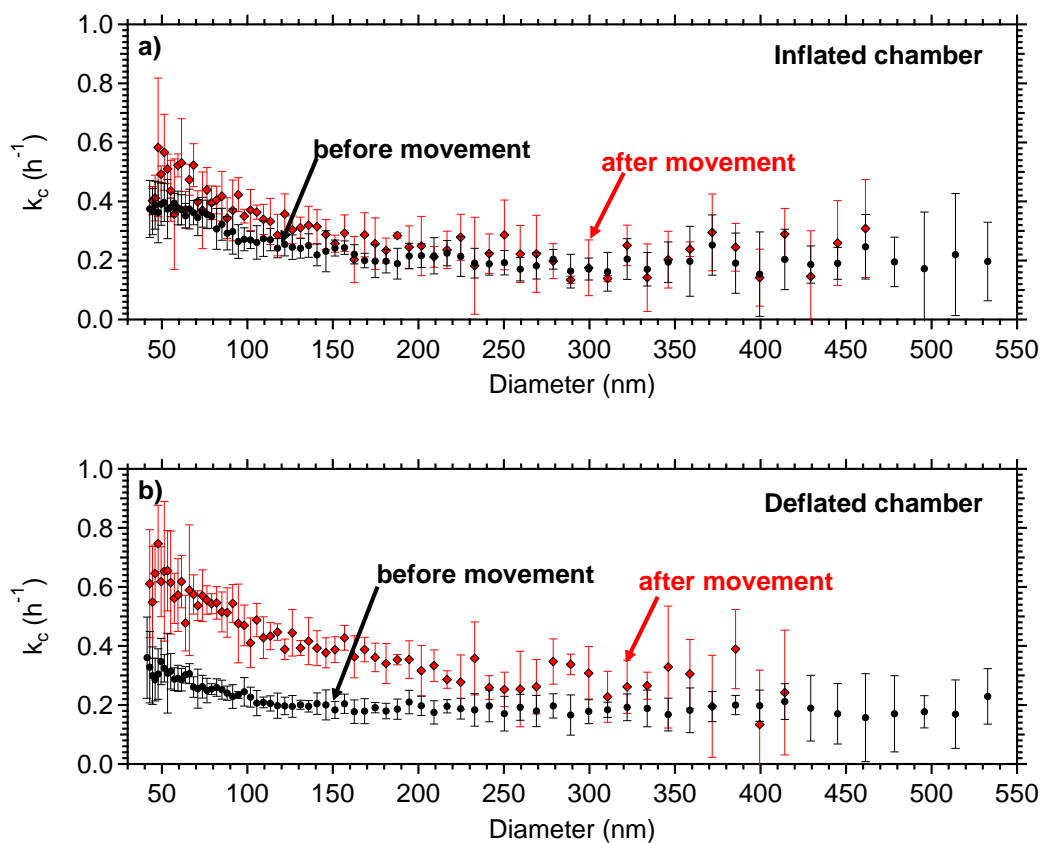 a)
Inflated chamber
before movement
after movement
k_c (h^-1)
1.0
0.8
0.6
0.4
0.2
0.0
50 100 150 200 250 300 350 400 450 500 550
Diameter (nm)
b)
Deflated chamber
before movement
after movement
k_c (h^-1)
1.0
0.8
0.6
0.4
0.2
0.0
50 100 150 200 250 300 350 400 450 500 550
Diameter (nm)